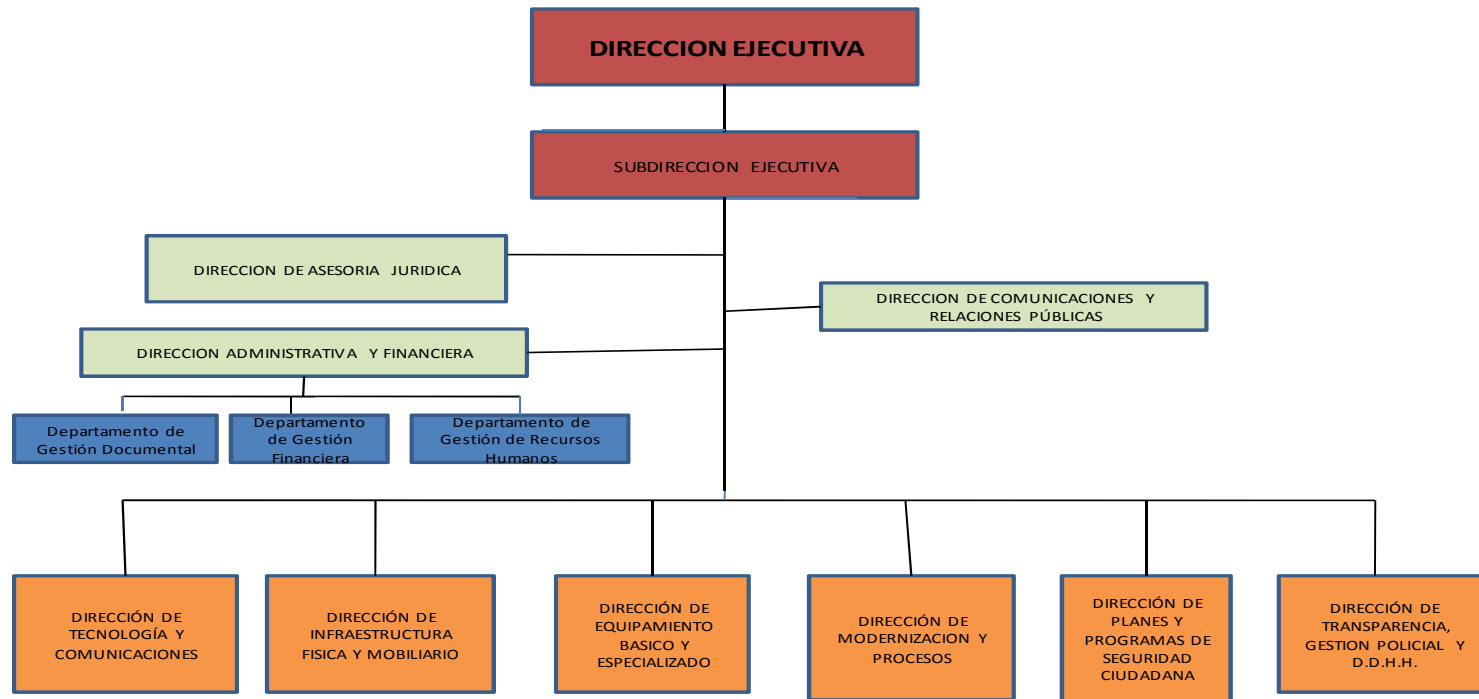 DIRECCION EJECUTIVA
SUBDIRECCION EJECUTIVA
DIRECCION DE ASESORIA JURIDICA
DIRECCION DE COMUNICACIONES Y
RELACIONES PÚBLICAS
DIRECCION ADMINISTRATIVA Y FINANCIERA
Departamento de
Gestión Documental
Departamento
de Gestión
Financiera
Departamento de
Gestión de Recursos
Humanos
DIRECCIÓN DE
TECNOLOGÍA Y
COMUNICACIONES
DIRECCIÓN DE
INFRAESTRUCTURA
FISICA Y MOBILIARIO
DIRECCIÓN DE
EQUIPAMIENTO
BASICO Y
ESPECIALIZADO
DIRECCIÓN DE
MODERNIZACION Y
PROCESOS
DIRECCIÓN DE
PLANES Y
PROGRAMAS DE
SEGURIDAD
CIUDADANA
DIRECCIÓN DE
TRANSPARENCIA,
GESTION POLICIAL Y
D.D.H.H.